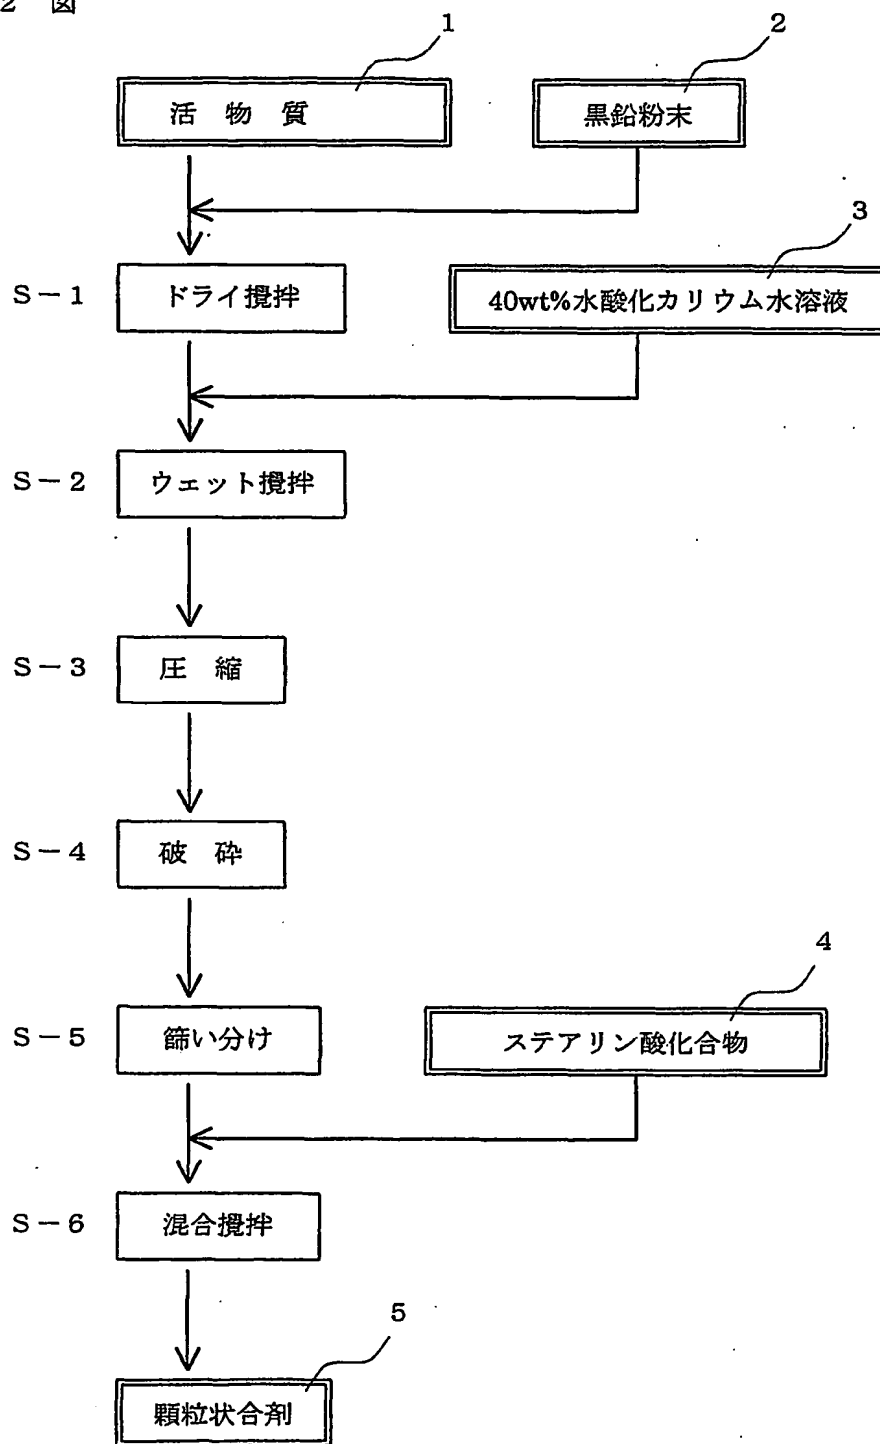 2 図
1
2
活 物 質
黒鉛粉末
3
S-1
ドライ攪拌
40wt%水酸化カリウム水溶液
S-2
ウェット攪拌
S-3
圧 縮
S-4
破 砕
4
S-5
篩い分け
ステアリン酸化合物
S-6
混合攪拌
5
顆粒状合剤